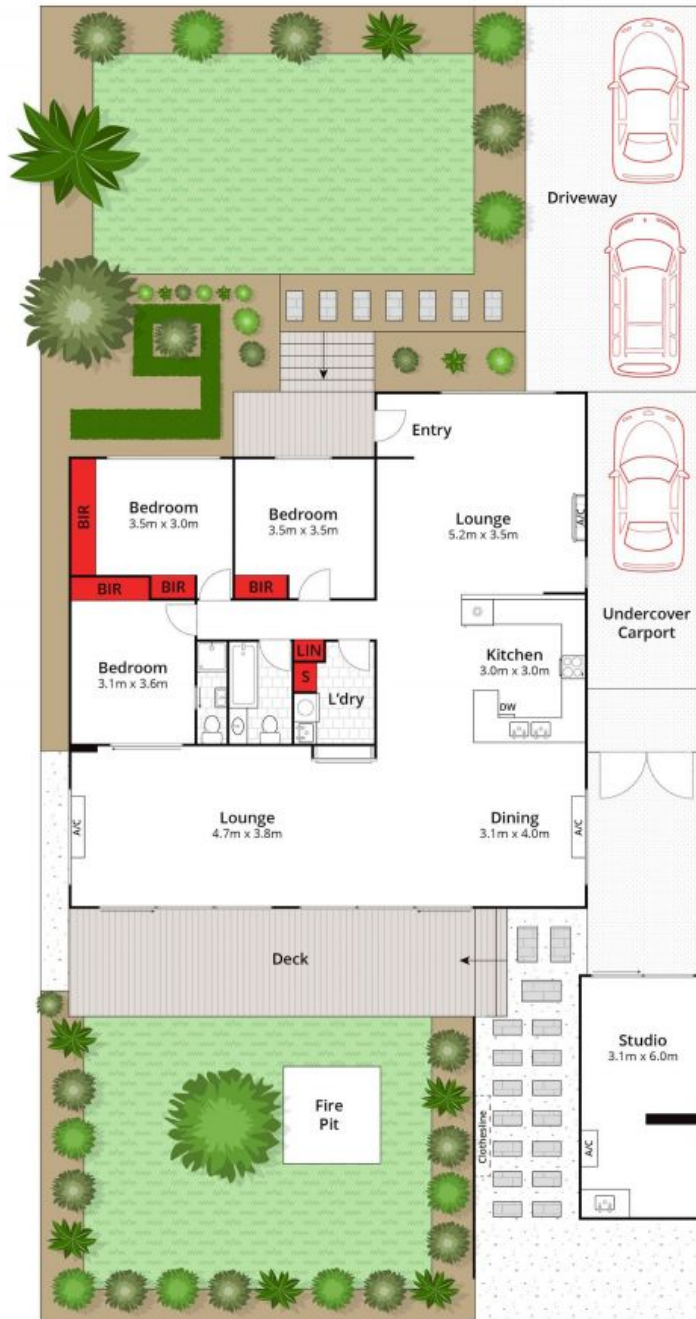 Driveway
Entry
BIR
Bedroom
3.5m x 3.0m
Bedroom
3.5m x 3.5m
Lounge
5.2m x 3.5m
A/C
BIR
BIR
BIR
Undercover
Carport
Bedroom
3.1m x 3.6m
LIN
S
L'dry
Kitchen
3.0m x 3.0m
DW
A/C
Lounge
4.7m x 3.8m
Dining
3.1m x 4.0m
A/C
Deck
Studio
3.1m x 6.0m
Fire
Pit
Clothesline
A/C